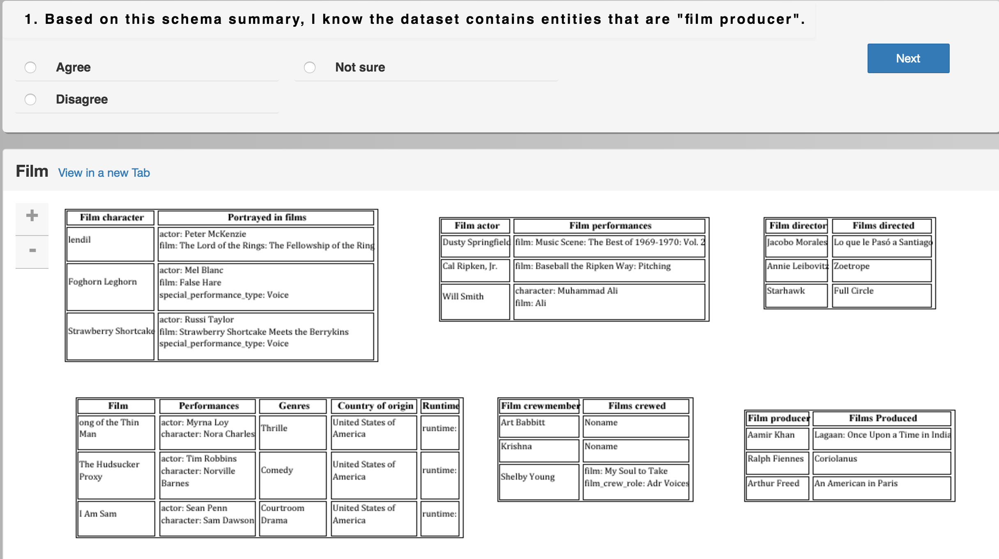 1. Based on this schema summary, I know the dataset contains entities that are "film producer".
Agree
Not sure
Next
Disagree
Film View in a new Tab
+
-
Film character Portrayed in films
lendil
actor: Peter McKenzie
film: The Lord of the Rings: The Fellowship of the Ring
Foghorn Leghorn
actor: Mel Blanc
film: False Hare
special_performance_type: Voice
Strawberry Shortcake
actor: Russi Taylor
film: Strawberry Shortcake Meets the Berrykins
special_performance_type: Voice
Film actor Film performances
Dusty Springfield film: Music Scene: The Best of 1969-1970: Vol. 2
Cal Ripken, Jr. film: Baseball the Ripken Way: Pitching
Will Smith
character: Muhammad Ali
film: Ali
Film director Films directed
Jacobo Morales Lo que le Pasó a Santiago
Annie Leibovitz Zoetrope
Starhawk Full Circle
Film Performances Genres Country of origin Runtime
ong of the Thin
Man
actor: Myrna Loy
character: Nora Charles
Thrille
United States of
America
runtime:
The Hudsucker
Proxy
actor: Tim Robbins
character: Norville
Barnes
Comedy
United States of
America
runtime:
I Am Sam
actor: Sean Penn
character: Sam Dawson
Courtroom
Drama
United States of
America
runtime:
Film crewmember Films crewed
Art Babbitt Noname
Krishna Noname
Shelby Young
film: My Soul to Take
film_crew_role: Adr Voices
Film producer Films Produced
Aamir Khan Lagaan: Once Upon a Time in India
Ralph Fiennes Coriolanus
Arthur Freed An American in Paris